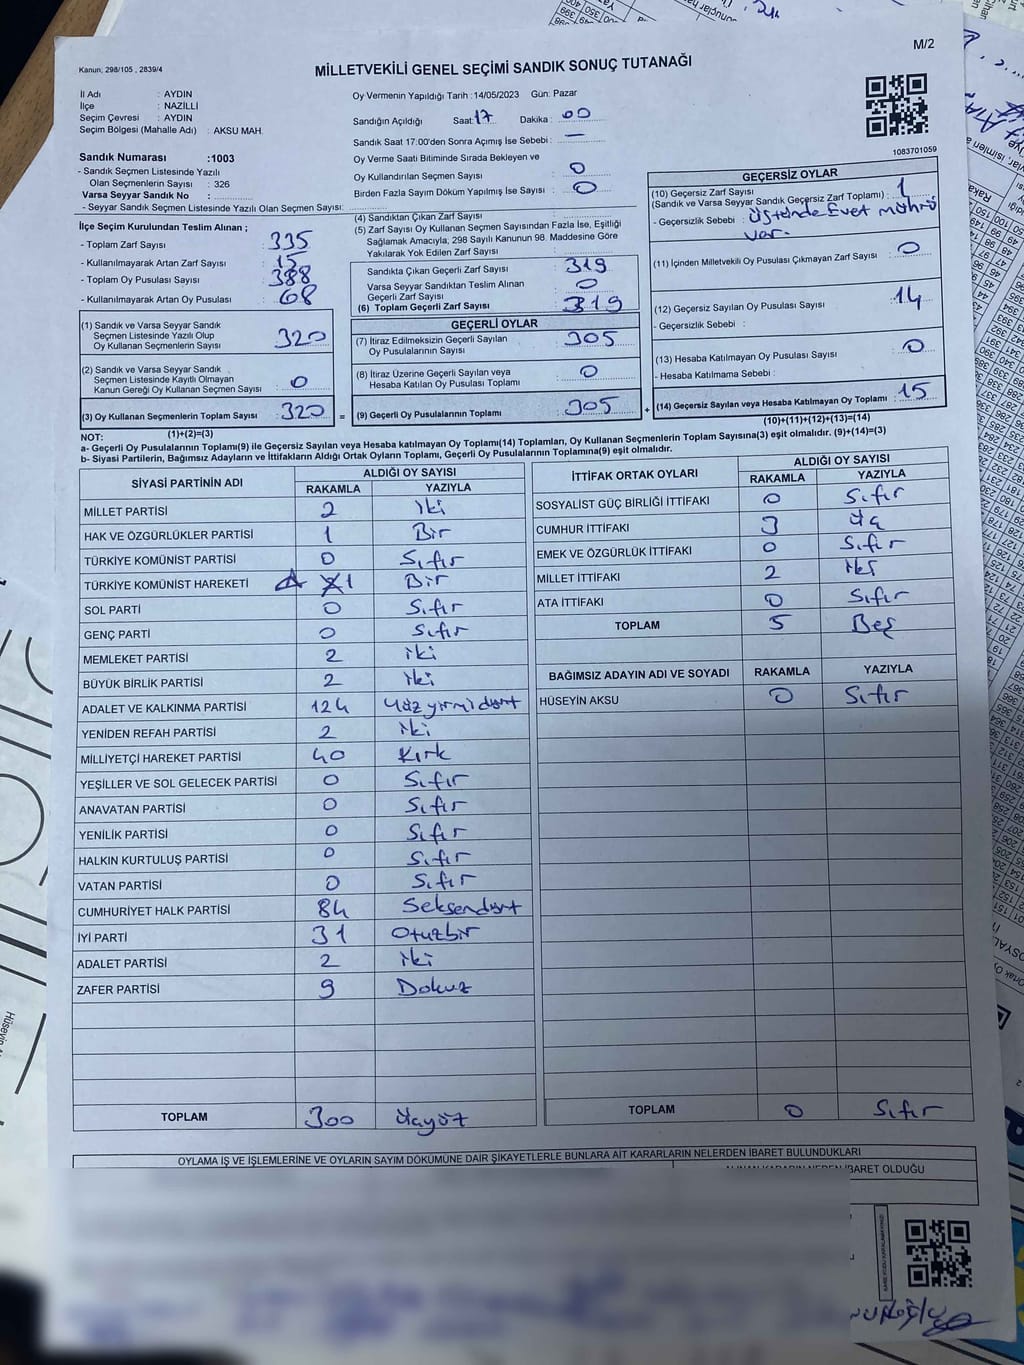 M/2
Kanun: 298/105 , 2839/4
MİLLETVEKİLİ GENEL SEÇİMİ SANDIK SONUÇ TUTANAĞI
İl Adı : AYDIN
İlçe : NAZİLLİ
Seçim Çevresi : AYDIN
Seçim Bölgesi (Mahalle Adı) : AKSU MAH.
Sandık Numarası :1003
- Sandık Seçmen Listesinde Yazılı
Olan Seçmenlerin Sayısı : 326
Varsa Seyyar Sandık No :
- Seyyar Sandık Seçmen Listesinde Yazılı Olan Seçmen Sayısı:
Oy Vermenin Yapıldığı Tarih :14/05/2023 Gün: Pazar
Sandığın Açıldığı Saat: 17 Dakika : 00
Sandık Saat 17:00'den Sonra Açımış İse Sebebi : —
Oy Verme Saati Bitiminde Sırada Bekleyen ve
Oy Kullandırılan Seçmen Sayısı : 0
Birden Fazla Sayım Döküm Yapılmış İse Sayısı : 0
1083701059
İlçe Seçim Kurulundan Teslim Alınan ;
- Toplam Zarf Sayısı : 335
- Kullanılmayarak Artan Zarf Sayısı : 15
- Toplam Oy Pusulası Sayısı : 388
- Kullanılmayarak Artan Oy Pusulası : 68
(1) Sandık ve Varsa Seyyar Sandık
Seçmen Listesinde Yazılı Olup
Oy Kullanan Seçmenlerin Sayısı 320
(2) Sandık ve Varsa Seyyar Sandık
Seçmen Listesinde Kayıtlı Olmayan
Kanun Gereği Oy Kullanan Seçmen Sayısı 0
(3) Oy Kullanan Seçmenlerin Toplam Sayısı 320 =
(1)+(2)=(3)
(4) Sandıktan Çıkan Zarf Sayısı :
(5) Zarf Sayısı Oy Kullanan Seçmen Sayısından Fazla İse, Eşitliği
Sağlamak Amacıyla; 298 Sayılı Kanunun 98. Maddesine Göre
Yakılarak Yok Edilen Zarf Sayısı :
Sandıkta Çıkan Geçerli Zarf Sayısı : 319
Varsa Seyyar Sandıktan Teslim Alınan
Geçerli Zarf Sayısı : 0
(6) Toplam Geçerli Zarf Sayısı : 319
GEÇERLİ OYLAR
(7) İtiraz Edilmeksizin Geçerli Sayılan
Oy Pusulalarının Sayısı : 305
(8) İtiraz Üzerine Geçerli Sayılan veya
Hesaba Katılan Oy Pusulası Toplamı : 0
(9) Geçerli Oy Pusulalarının Toplamı : 305 +
GEÇERSİZ OYLAR
(10) Geçersiz Zarf Sayısı : 1
(Sandık ve Varsa Seyyar Sandık Geçersiz Zarf Toplamı)
- Geçersizlik Sebebi : Üstünde Evet mührü
var.
(11) İçinden Milletvekili Oy Pusulası Çıkmayan Zarf Sayısı : 0
(12) Geçersiz Sayılan Oy Pusulası Sayısı : 14
- Geçersizlik Sebebi :
(13) Hesaba Katılmayan Oy Pusulası Sayısı : 0
- Hesaba Katılmama Sebebi :
(14) Geçersiz Sayılan veya Hesaba Katılmayan Oy Toplamı : 15
(10)+(11)+(12)+(13)=(14)
NOT:
a- Geçerli Oy Pusulalarının Toplamı(9) ile Geçersiz Sayılan veya Hesaba katılmayan Oy Toplamı(14) Toplamları, Oy Kullanan Seçmenlerin Toplam Sayısına(3) eşit olmalıdır. (9)+(14)=(3)
b- Siyasi Partilerin, Bağımsız Adayların ve İttifakların Aldığı Ortak Oyların Toplamı, Geçerli Oy Pusulalarının Toplamına(9) eşit olmalıdır.
SİYASİ PARTİNİN ADI ALDIĞI OY SAYISI
RAKAMLA YAZIYLA
MİLLET PARTİSİ 2 iki
HAK VE ÖZGÜRLÜKLER PARTİSİ 1 Bir
TÜRKİYE KOMÜNİST PARTİSİ 0 Sıfır
TÜRKİYE KOMÜNİST HAREKETİ 1 Bir
SOL PARTİ 0 Sıfır
GENÇ PARTİ 0 Sıfır
MEMLEKET PARTİSİ 2 iki
BÜYÜK BİRLİK PARTİSİ 2 iki
ADALET VE KALKINMA PARTİSİ 124 Yüzyirmidört
YENİDEN REFAH PARTİSİ 2 iki
MİLLİYETÇİ HAREKET PARTİSİ 40 Kırk
YEŞİLLER VE SOL GELECEK PARTİSİ 0 Sıfır
ANAVATAN PARTİSİ 0 Sıfır
YENİLİK PARTİSİ 0 Sıfır
HALKIN KURTULUŞ PARTİSİ 0 Sıfır
VATAN PARTİSİ 0 Sıfır
CUMHURİYET HALK PARTİSİ 84 Seksendört
İYİ PARTİ 31 Otuzbir
ADALET PARTİSİ 2 iki
ZAFER PARTİSİ 9 Dokuz
TOPLAM 300 Üçyüz
İTTİFAK ORTAK OYLARI ALDIĞI OY SAYISI
RAKAMLA YAZIYLA
SOSYALİST GÜÇ BİRLİĞİ İTTİFAKI 0 Sıfır
CUMHUR İTTİFAKI 3 üç
EMEK VE ÖZGÜRLÜK İTTİFAKI 0 Sıfır
MİLLET İTTİFAKI 2 iki
ATA İTTİFAKI 0 Sıfır
TOPLAM 5 Beş
BAĞIMSIZ ADAYIN ADI VE SOYADI RAKAMLA YAZIYLA
HÜSEYİN AKSU 0 Sıfır
TOPLAM 0 Sıfır
OYLAMA İŞ VE İŞLEMLERİNE VE OYLARIN SAYIM DÖKÜMÜNE DAİR ŞİKAYETLERLE BUNLARA AİT KARARLARIN NELERDEN İBARET BULUNDUKLARI